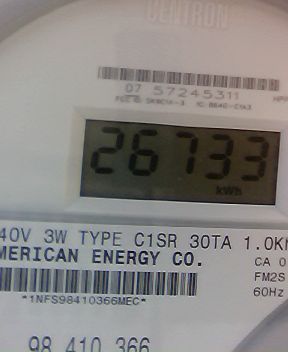 CENTRON
07 57245311
26733
kWh
40V 3W TYPE C1SR 30TA 1.0K
MERICAN ENERGY CO.
CA 0
FM2S
60Hz
*1NFS98410366MEC*
98 410 366